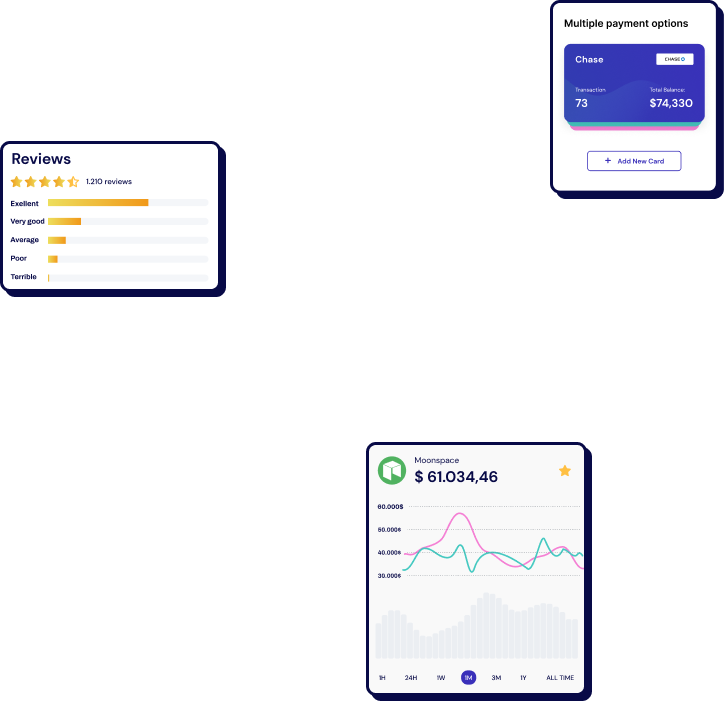 Multiple payment options
Chase
CHASE
Transaction Total Balance:
73 $74,330
+ Add New Card
Reviews
1.210 reviews
Exellent
Very good
Average
Poor
Terrible
Moonspace
$ 61.034,46
60.000$
50.000$
40.000$
30.000$
1H 24H 1W 1M 3M 1Y ALL TIME